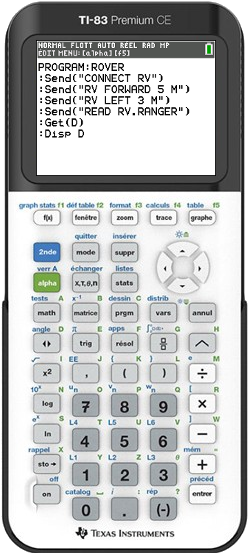 TI-83 Premium CE
NORMAL FLOTT AUTO RÉEL RAD MP
EDIT MENU: [alpha] [f5]
PROGRAM:ROVER
:Send("CONNECT RV")
:Send("RV FORWARD 5 M")
:Send("RV LEFT 3 M")
:Send("READ RV.RANGER")
:Get(D)
:Disp D
graph stats f1 déf table f2 format f3 calculs f4 table f5
f(x) fenêtre zoom trace graphe
quitter insérer
2nde mode suppr
verr A échanger listes
alpha X,T,θ,n stats
tests A x⁻¹ B dessin C distrib
math matrice prgm vars annul
angle D π E apps F G H
trig résol
√ I EE J { K } L e M
x² , ( ) ÷
10ˣ N u O v P w Q [ R
log 7 8 9 ×
eˣ S L4 T L5 U L6 V ] W
ln 4 5 6 −
rappel X L1 Y L2 Z L3 θ mém "
sto→ 1 2 3 +
off catalog : rép ? précéd
on 0 . (-) entrer
TEXAS INSTRUMENTS